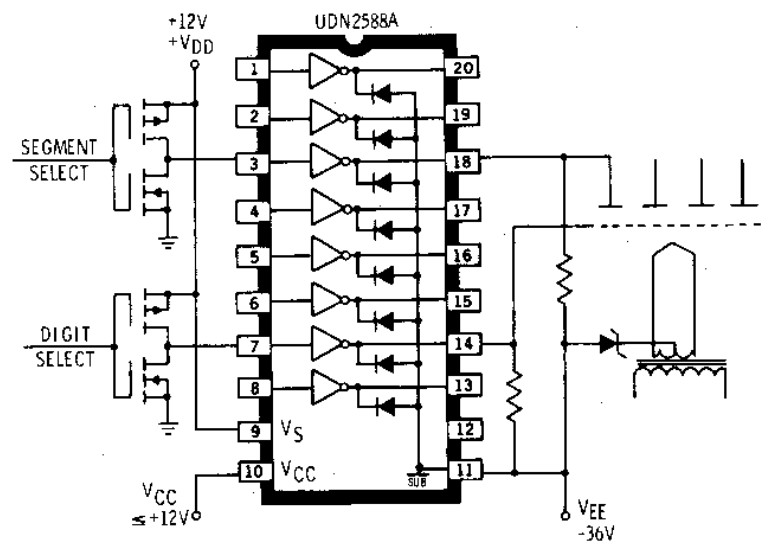 +12V
+VDD
UDN2588A
1
20
2
19
SEGMENT
SELECT
3
18
4
17
5
16
6
15
DIGIT
SELECT
7
14
8
13
9
VS
12
10
VCC
11
SUB
VCC
≤ +12V
VEE
-36V